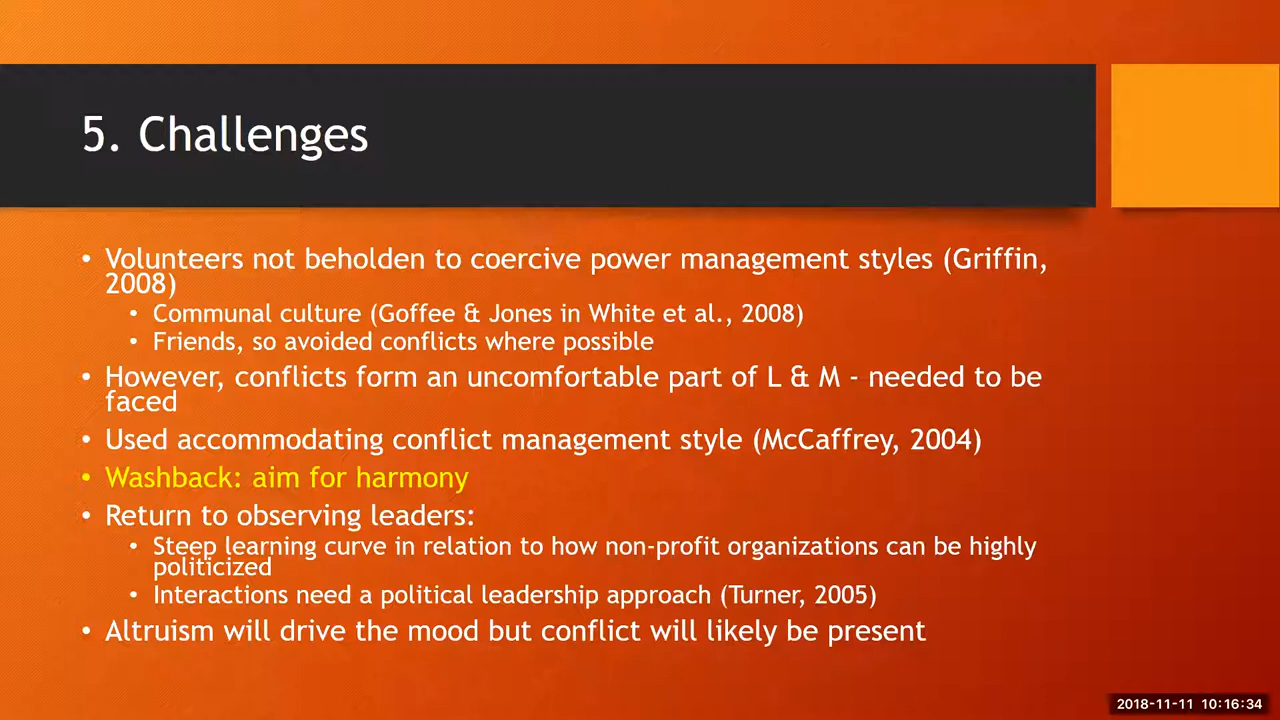 5. Challenges
• Volunteers not beholden to coercive power management styles (Griffin,
2008)
• Communal culture (Goffee & Jones in White et al., 2008)
• Friends, so avoided conflicts where possible
• However, conflicts form an uncomfortable part of L & M - needed to be
faced
• Used accommodating conflict management style (McCaffrey, 2004)
• Washback: aim for harmony
• Return to observing leaders:
• Steep learning curve in relation to how non-profit organizations can be highly
politicized
• Interactions need a political leadership approach (Turner, 2005)
• Altruism will drive the mood but conflict will likely be present
2018-11-11 10:16:34